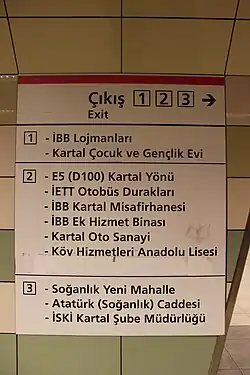 Çıkış 1 2 3 →
Exit
1 - İBB Lojmanları
- Kartal Çocuk ve Gençlik Evi
2 - E5 (D100) Kartal Yönü
- İETT Otobüs Durakları
- İBB Kartal Misafirhanesi
- İBB Ek Hizmet Binası
- Kartal Oto Sanayi
- Köy Hizmetleri Anadolu Lisesi
3 - Soğanlık Yeni Mahalle
- Atatürk (Soğanlık) Caddesi
- İSKİ Kartal Şube Müdürlüğü